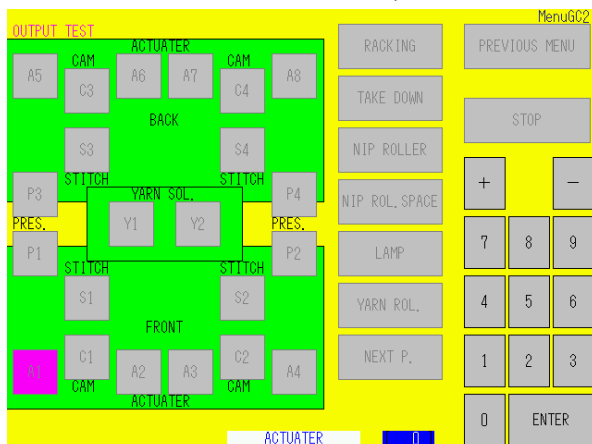 MenuGC2
OUTPUT TEST
ACTUATER
CAM CAM
A5 C3 A6 A7 C4 A8
BACK
S3 S4
STITCH STITCH
P3 YARN SOL. P4
PRES. Y1 Y2 PRES.
P1 P2
STITCH STITCH
S1 S2
FRONT
A1 C1 A2 A3 C2 A4
CAM CAM
ACTUATER
RACKING
TAKE DOWN
NIP ROLLER
NIP ROL.SPACE
LAMP
YARN ROL.
NEXT P.
PREVIOUS MENU
STOP
+ −
7 8 9
4 5 6
1 2 3
0 ENTER
ACTUATER 0